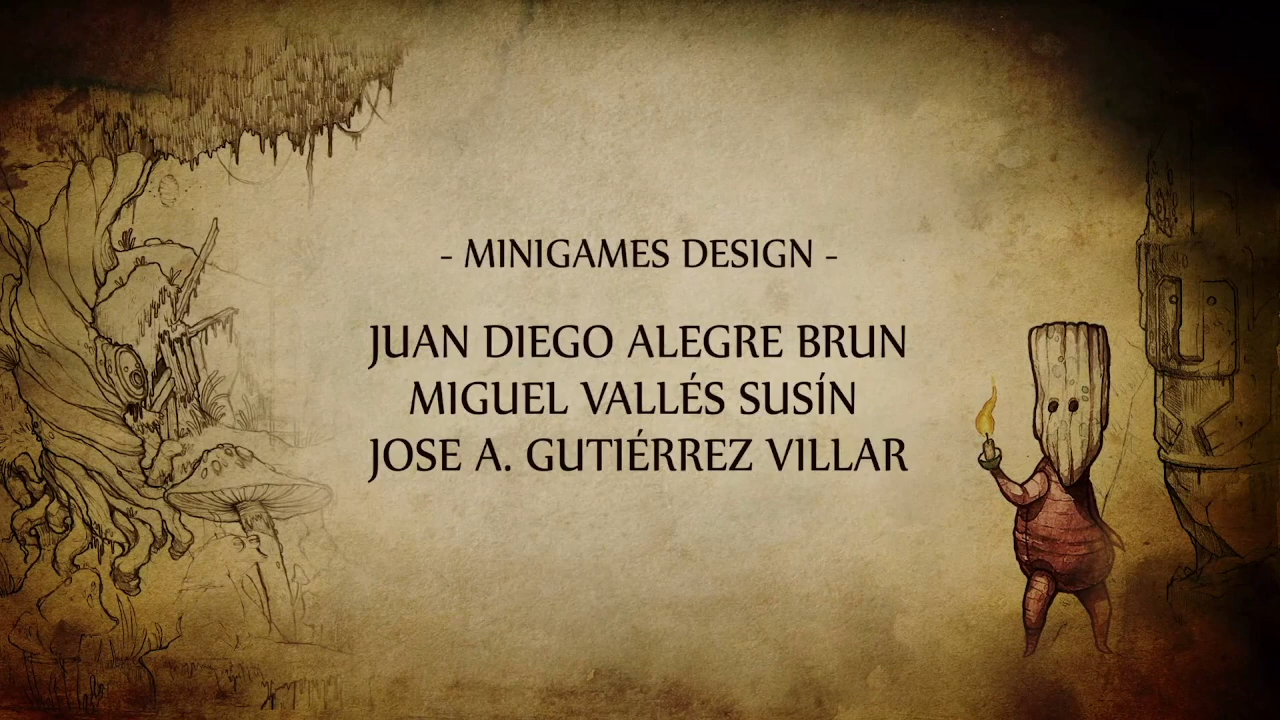 - MINIGAMES DESIGN -
JUAN DIEGO ALEGRE BRUN
MIGUEL VALLÉS SUSÍN
JOSE A. GUTIÉRREZ VILLAR